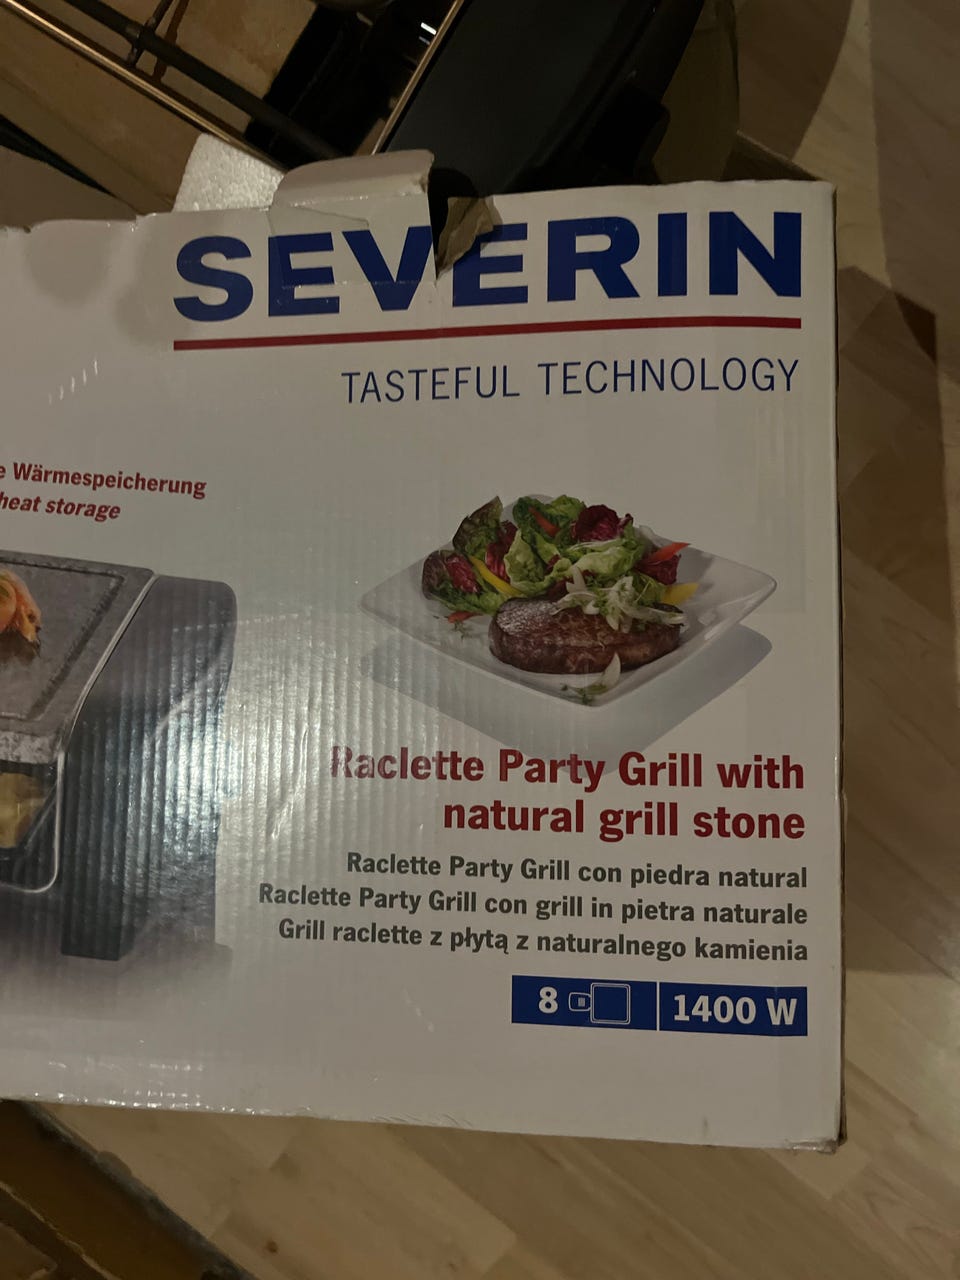 SEVERIN
TASTEFUL TECHNOLOGY
Wärmespeicherung
heat storage
Raclette Party Grill with
natural grill stone
Raclette Party Grill con piedra natural
Raclette Party Grill con grill in pietra naturale
Grill raclette z płytą z naturalnego kamienia
8
1400 W